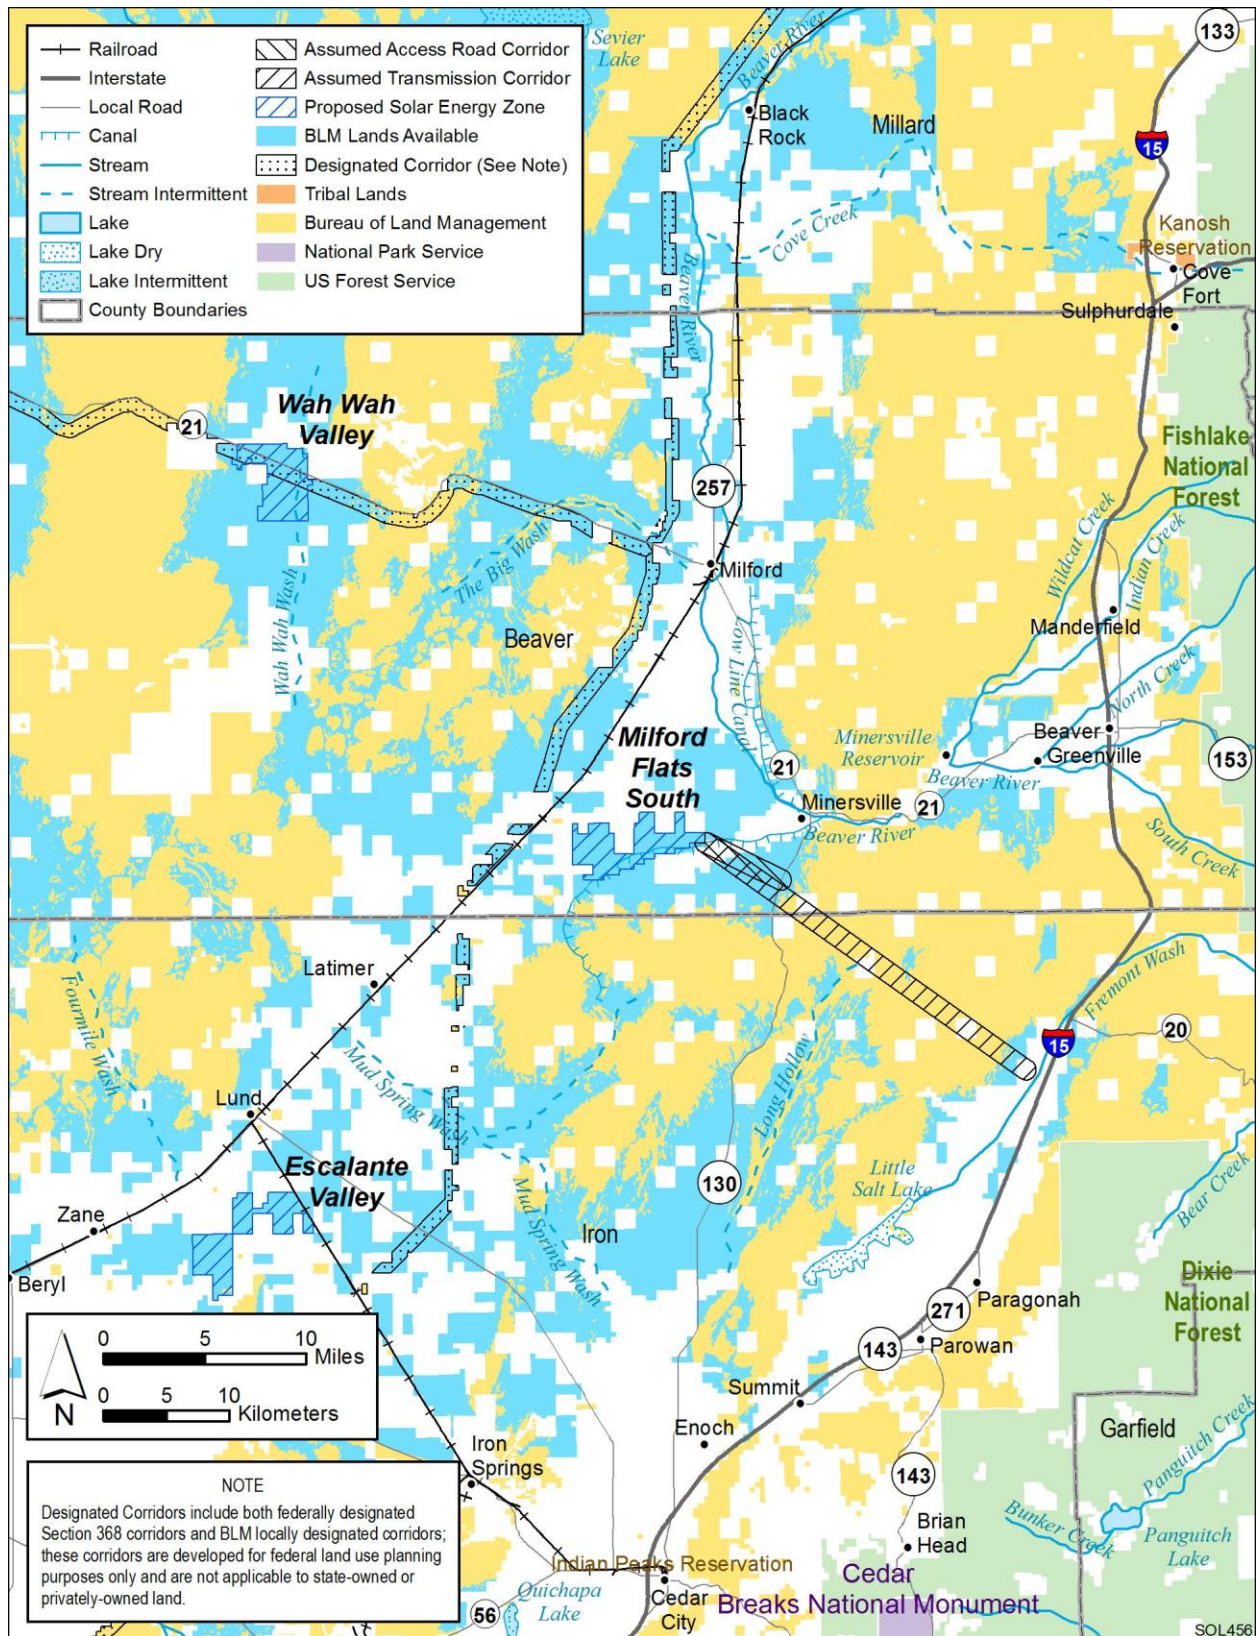 Railroad
Interstate
Local Road
Canal
Stream
Stream Intermittent
Lake
Lake Dry
Lake Intermittent
County Boundaries
Assumed Access Road Corridor
Assumed Transmission Corridor
Proposed Solar Energy Zone
BLM Lands Available
Designated Corridor (See Note)
Tribal Lands
Bureau of Land Management
National Park Service
US Forest Service
Sevier
Lake
Beaver River
133
Black
Rock
Millard
15
Cove Creek
Kanosh
Reservation
Cove
Fort
Beaver River
Sulphurdale
Wah Wah
Valley
21
Fishlake
National
Forest
257
Wildcat Creek
Indian Creek
The Big Wash
Milford
Wah Wah Wash
Beaver
Low Line Canal
Manderfield
North Creek
Milford
Flats
South
Minersville
Reservoir
Beaver
Greenville
153
21
Beaver River
Minersville
21
Beaver River
South Creek
Latimer
Fourmile Wash
Fremont Wash
15
20
Mud Spring Wash
Long Hollow
Lund
Escalante
Valley
130
Little
Salt Lake
Bear Creek
Zane
Mud Spring Wash
Iron
Beryl
Dixie
National
Forest
Paragonah
271
143
Parowan
0 5 10
Miles
0 5 10
Kilometers
N
Summit
Enoch
Garfield
Iron
Springs
143
Panguitch Creek
Brian
Head
Bunker Creek
Panguitch
Lake
NOTE
Designated Corridors include both federally designated
Section 368 corridors and BLM locally designated corridors;
these corridors are developed for federal land use planning
purposes only and are not applicable to state-owned or
privately-owned land.
Indian Peaks Reservation
Cedar
Breaks National Monument
Quichapa
Lake
Cedar
City
56
SOL456